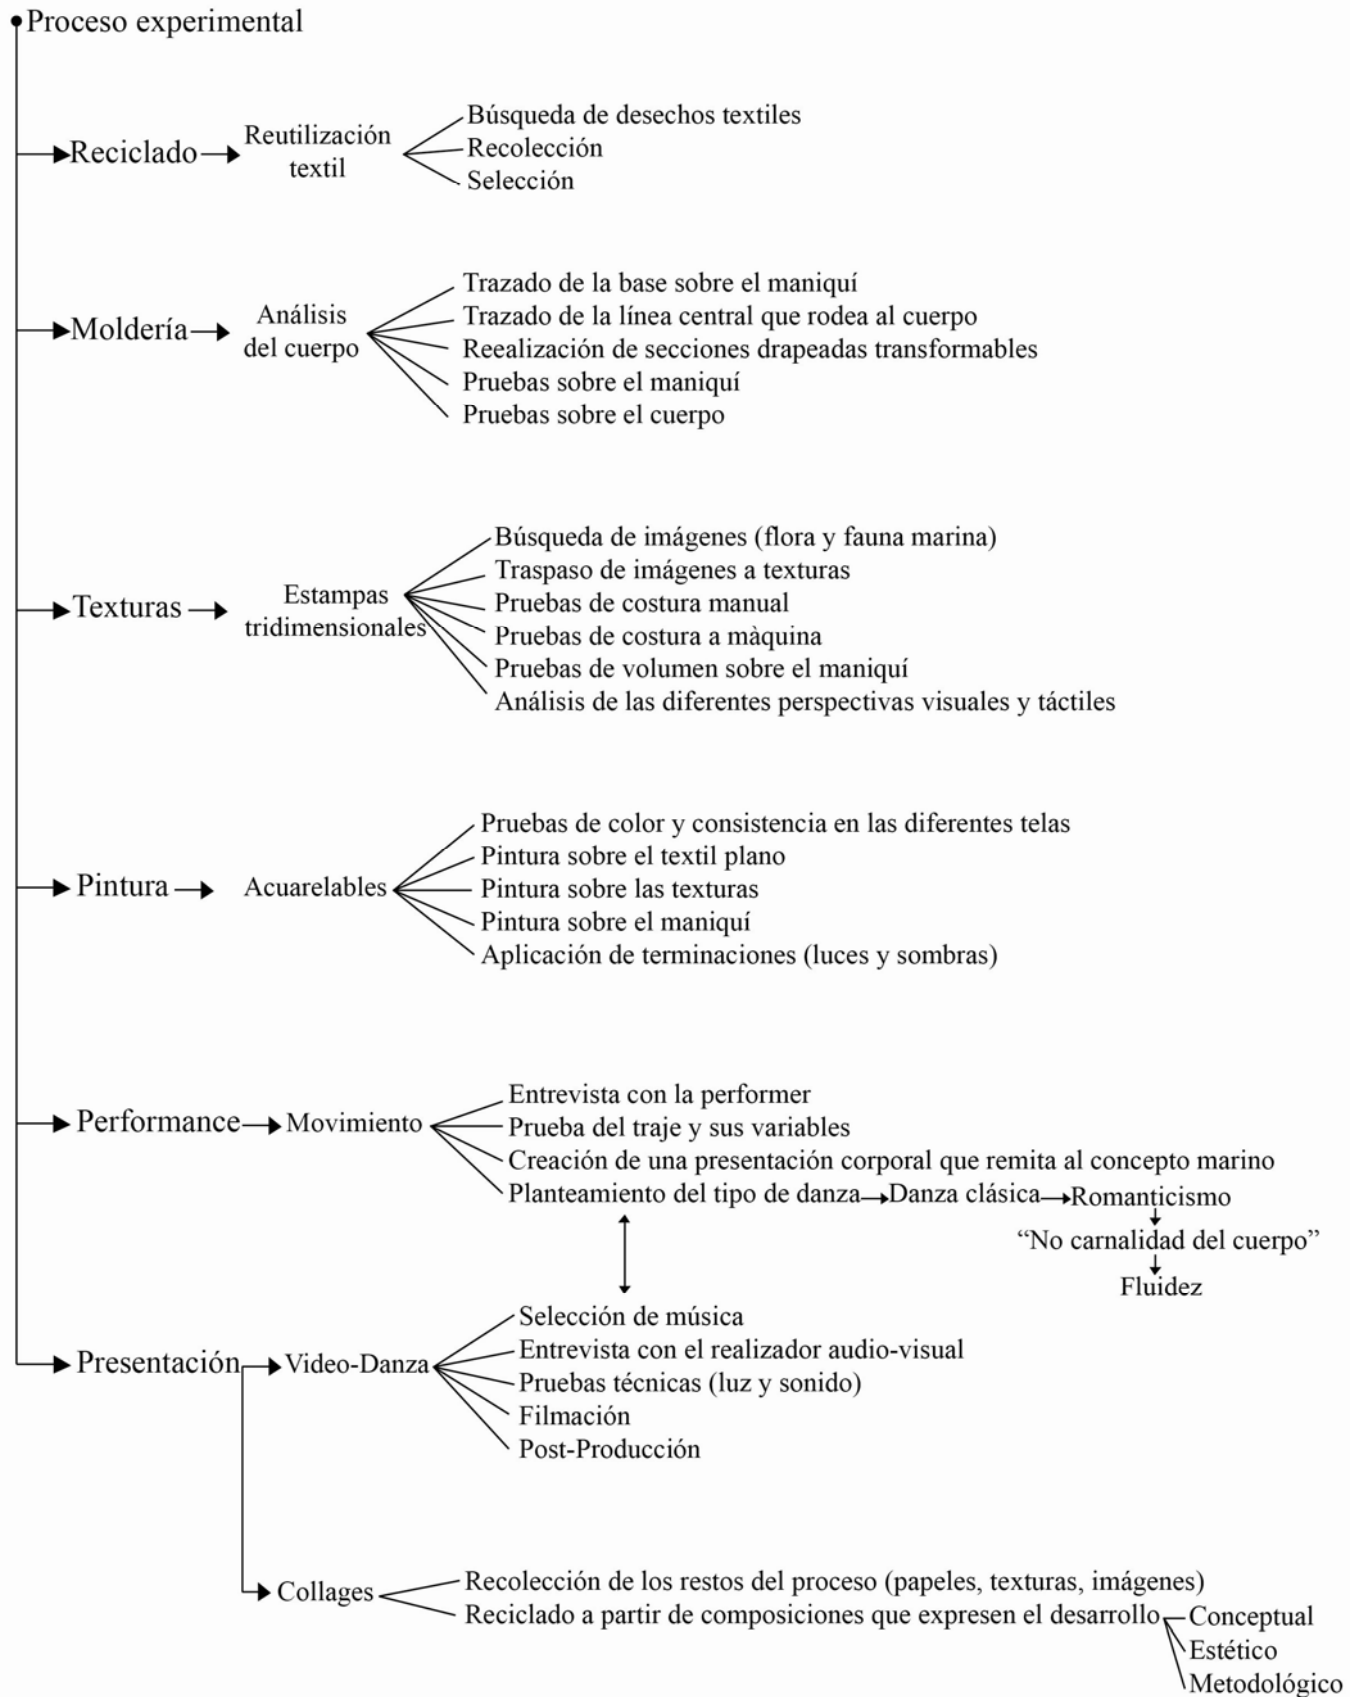 Proceso experimental
Reciclado
Reutilización
textil
Búsqueda de desechos textiles
Recolección
Selección
Moldería
Análisis
del cuerpo
Trazado de la base sobre el maniquí
Trazado de la línea central que rodea al cuerpo
Reealización de secciones drapeadas transformables
Pruebas sobre el maniquí
Pruebas sobre el cuerpo
Texturas
Estampas
tridimensionales
Búsqueda de imágenes (flora y fauna marina)
Traspaso de imágenes a texturas
Pruebas de costura manual
Pruebas de costura a màquina
Pruebas de volumen sobre el maniquí
Análisis de las diferentes perspectivas visuales y táctiles
Pintura
Acuarelables
Pruebas de color y consistencia en las diferentes telas
Pintura sobre el textil plano
Pintura sobre las texturas
Pintura sobre el maniquí
Aplicación de terminaciones (luces y sombras)
Performance
Movimiento
Entrevista con la performer
Prueba del traje y sus variables
Creación de una presentación corporal que remita al concepto marino
Planteamiento del tipo de danza
Danza clásica
Romanticismo
“No carnalidad del cuerpo”
Fluidez
Presentación
Video-Danza
Selección de música
Entrevista con el realizador audio-visual
Pruebas técnicas (luz y sonido)
Filmación
Post-Producción
Collages
Recolección de los restos del proceso (papeles, texturas, imágenes)
Reciclado a partir de composiciones que expresen el desarrollo
Conceptual
Estético
Metodológico